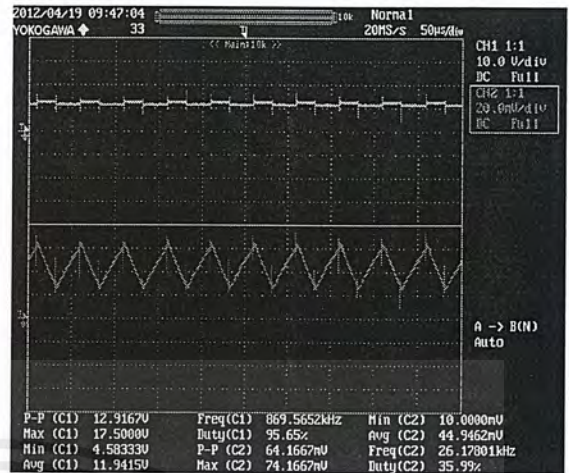 2012/04/19 09:47:04 10k Normal
YOKOGAWA 33 20MS/s 50µs/div
<< Main:10k >>
CH1 1:1
10.0 V/div
DC Full
CH2 1:1
20.0mV/div
DC Full
A -> B(N)
Auto
P-P (C1) 12.9167V Freq(C1) 869.5652kHz Min (C2) 10.0000mV
Max (C1) 17.5000V Duty(C1) 95.65% Avg (C2) 44.9462mV
Min (C1) 4.58333V P-P (C2) 64.1667mV Freq(C2) 26.17801kHz
Avg (C1) 11.9415V Max (C2) 74.1667mV Duty(C2) 35.99%